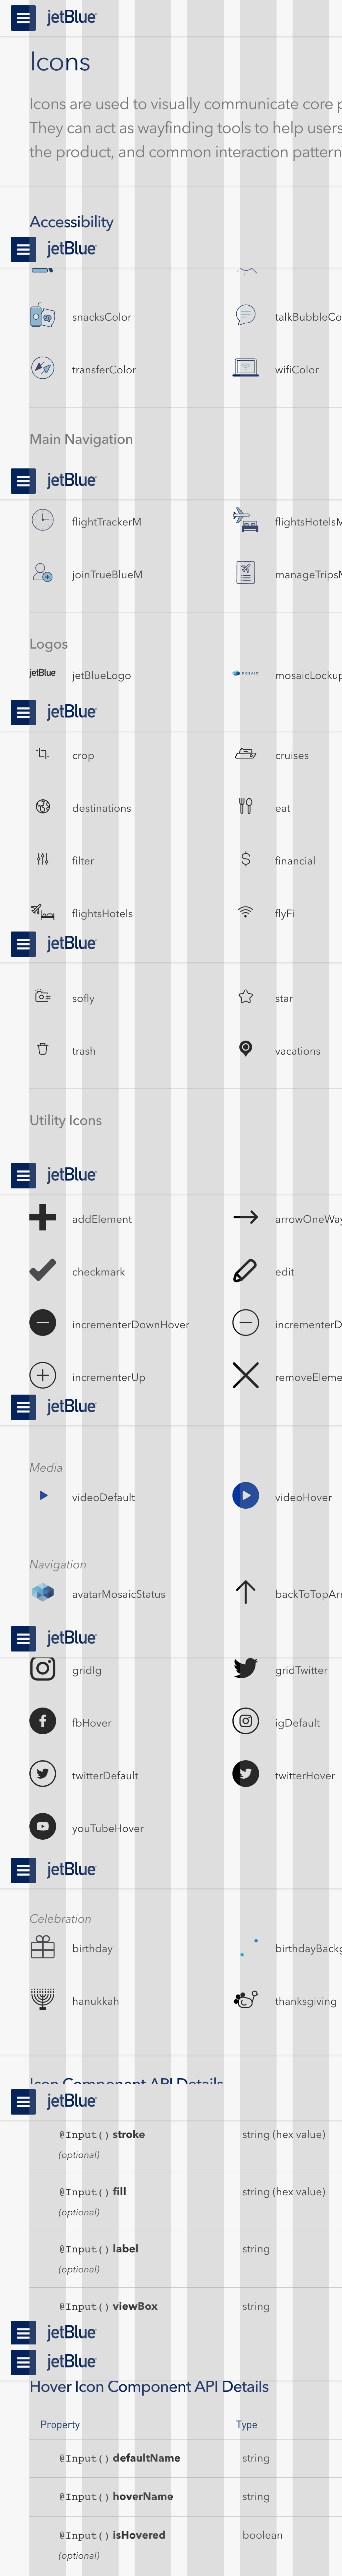 jetBlue
Icons
Icons are used to visually communicate core p
They can act as wayfinding tools to help users
the product, and common interaction pattern
Accessibility
jetBlue
snacksColor talkBubbleCo
transferColor wifiColor
Main Navigation
jetBlue
flightTrackerM flightsHotelsM
joinTrueBlueM manageTripsM
Logos
jetBlue jetBlueLogo MOSAIC mosaicLockup
jetBlue
crop cruises
destinations eat
filter financial
flightsHotels flyFi
jetBlue
sofly star
trash vacations
Utility Icons
jetBlue
addElement arrowOneWay
checkmark edit
incrementerDownHover incrementerD
incrementerUp removeEleme
jetBlue
Media
videoDefault videoHover
Navigation
avatarMosaicStatus backToTopArr
jetBlue
gridIg gridTwitter
fbHover igDefault
twitterDefault twitterHover
youTubeHover
jetBlue
Celebration
birthday birthdayBackg
hanukkah thanksgiving
Icon Component API Details
jetBlue
@Input() stroke string (hex value)
(optional)
@Input() fill string (hex value)
(optional)
@Input() label string
(optional)
@Input() viewBox string
jetBlue
jetBlue
Hover Icon Component API Details
Property Type
@Input() defaultName string
@Input() hoverName string
@Input() isHovered boolean
(optional)